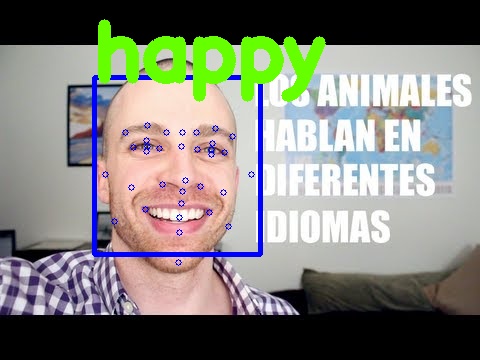 happy
LOS ANIMALES
HABLAN EN
DIFERENTES
IDIOMAS